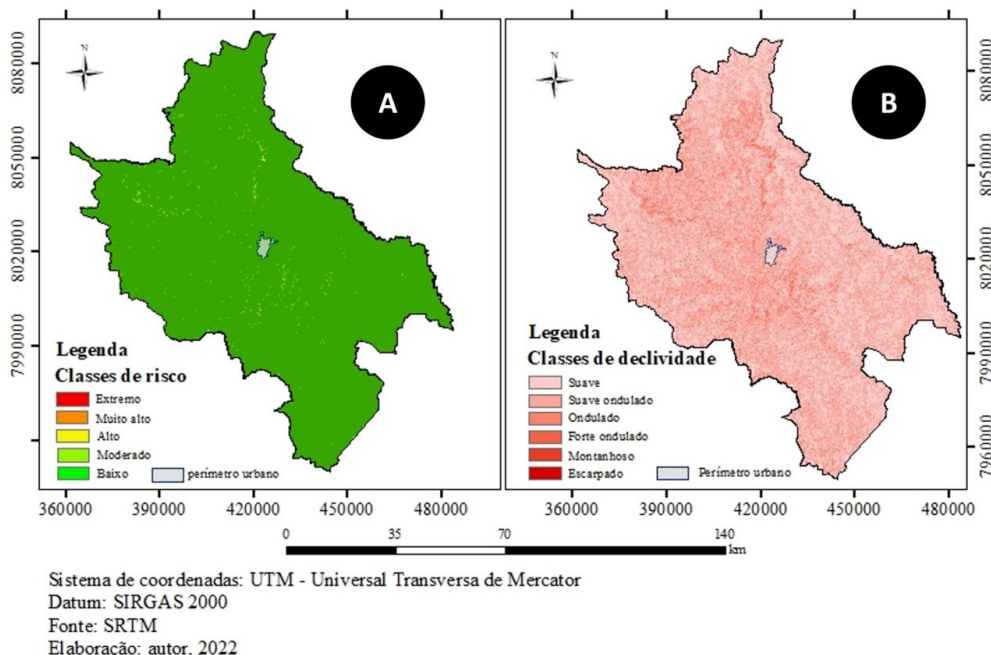 N
A
8080000
8050000
8020000
7990000
Legenda
Classes de risco
Extremo
Muito alto
Alto
Moderado
Baixo
perímetro urbano
360000 390000 420000 450000 480000
N
B
8080000
8050000
8020000
7990000
7960000
Legenda
Classes de declividade
Suave
Suave ondulado
Ondulado
Forte ondulado
Montanhoso
Escarpado
Perímetro urbano
360000 390000 420000 450000 480000
0 35 70 140
km
Sistema de coordenadas: UTM - Universal Transversa de Mercator
Datum: SIRGAS 2000
Fonte: SRTM
Elaboração: autor, 2022